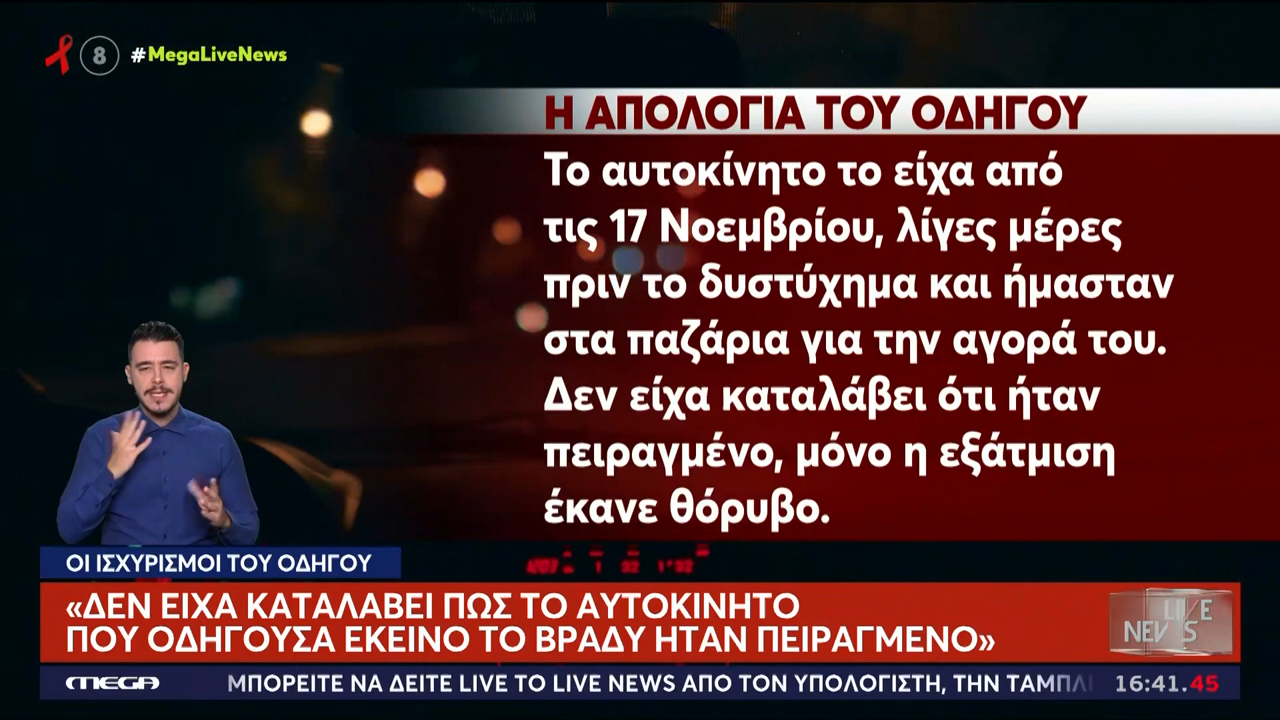 8
#MegaLiveNews
Η ΑΠΟΛΟΓΙΑ ΤΟΥ ΟΔΗΓΟΥ
Το αυτοκίνητο το είχα από
τις 17 Νοεμβρίου, λίγες μέρες
πριν το δυστύχημα και ήμασταν
στα παζάρια για την αγορά του.
Δεν είχα καταλάβει ότι ήταν
πειραγμένο, μόνο η εξάτμιση
έκανε θόρυβο.
ΟΙ ΙΣΧΥΡΙΣΜΟΙ ΤΟΥ ΟΔΗΓΟΥ
«ΔΕΝ ΕΙΧΑ ΚΑΤΑΛΑΒΕΙ ΠΩΣ ΤΟ ΑΥΤΟΚΙΝΗΤΟ
ΠΟΥ ΟΔΗΓΟΥΣΑ ΕΚΕΙΝΟ ΤΟ ΒΡΑΔΥ ΗΤΑΝ ΠΕΙΡΑΓΜΕΝΟ»
LIVE
NEWS
MEGA ΜΠΟΡΕΙΤΕ ΝΑ ΔΕΙΤΕ LIVE ΤΟ LIVE NEWS ΑΠΟ ΤΟΝ ΥΠΟΛΟΓΙΣΤΗ, ΤΗΝ ΤΑΜΠΛ 16:41.45